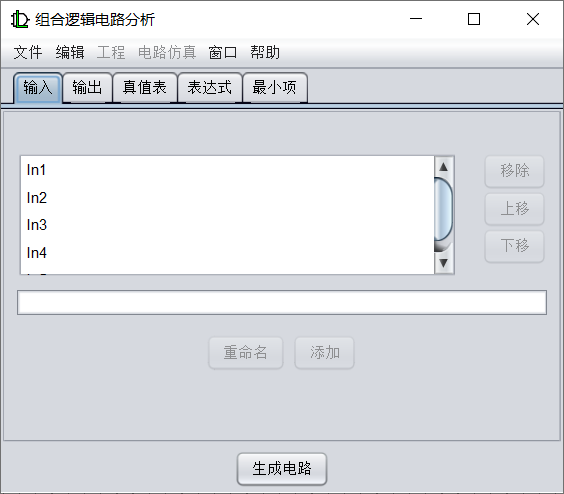 组合逻辑电路分析
文件 编辑 工程 电路仿真 窗口 帮助
输入 输出 真值表 表达式 最小项
In1
In2
In3
In4
移除
上移
下移
重命名 添加
生成电路